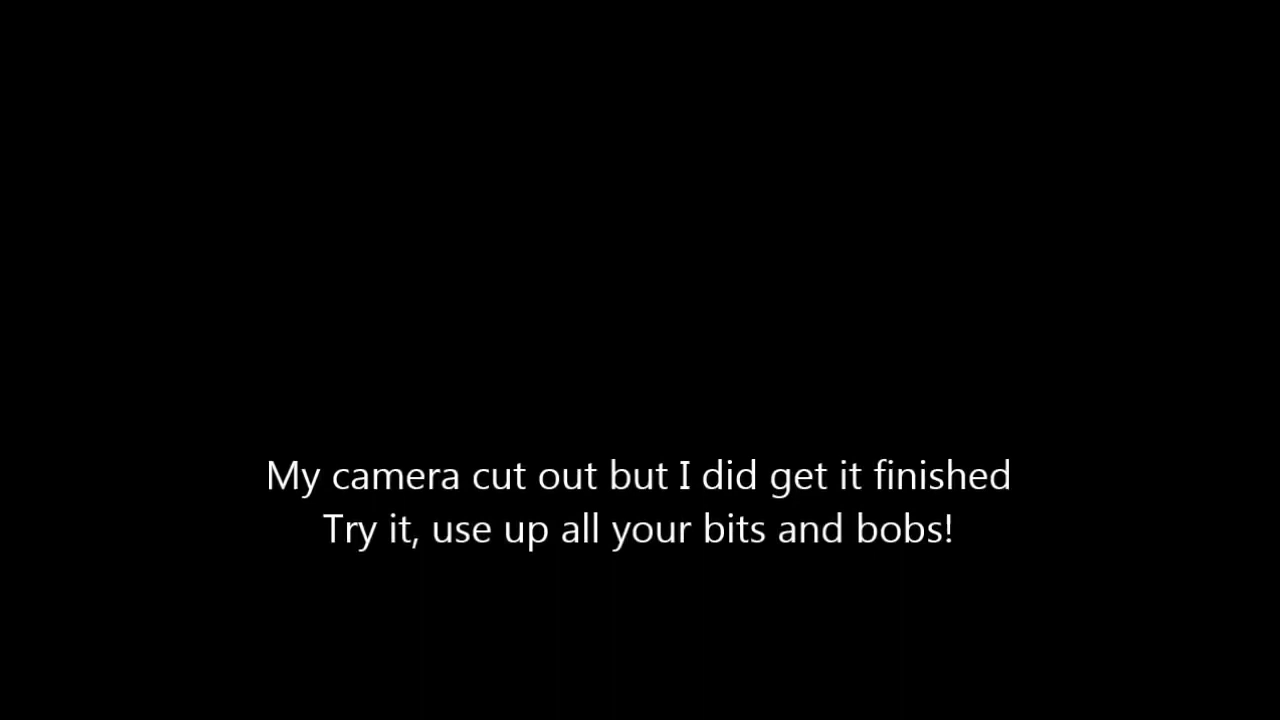 My camera cut out but I did get it finished
Try it, use up all your bits and bobs!